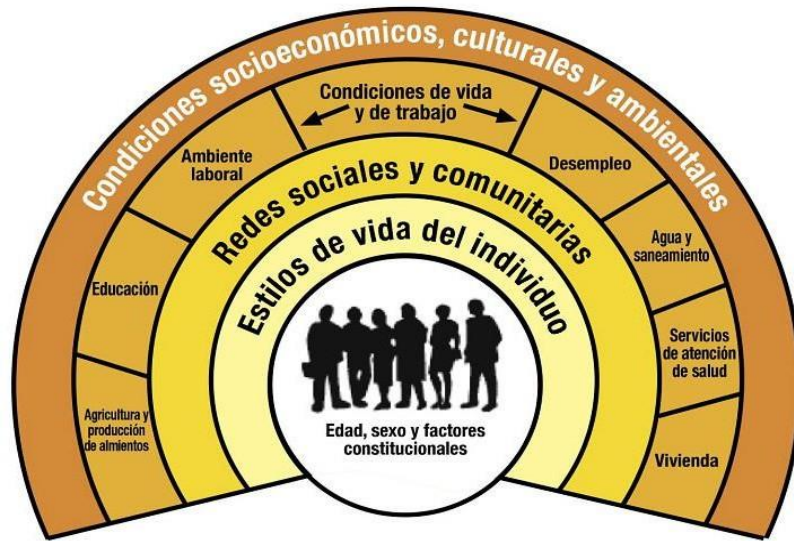 Condiciones socioeconómicos, culturales y ambientales
Condiciones de vida
y de trabajo
Ambiente
laboral
Desempleo
Redes sociales y comunitarias
Agua y
saneamiento
Educación
Estilos de vida del individuo
Servicios
de atención
de salud
Agricultura y
producción
de almientos
Edad, sexo y factores
constitucionales
Vivienda